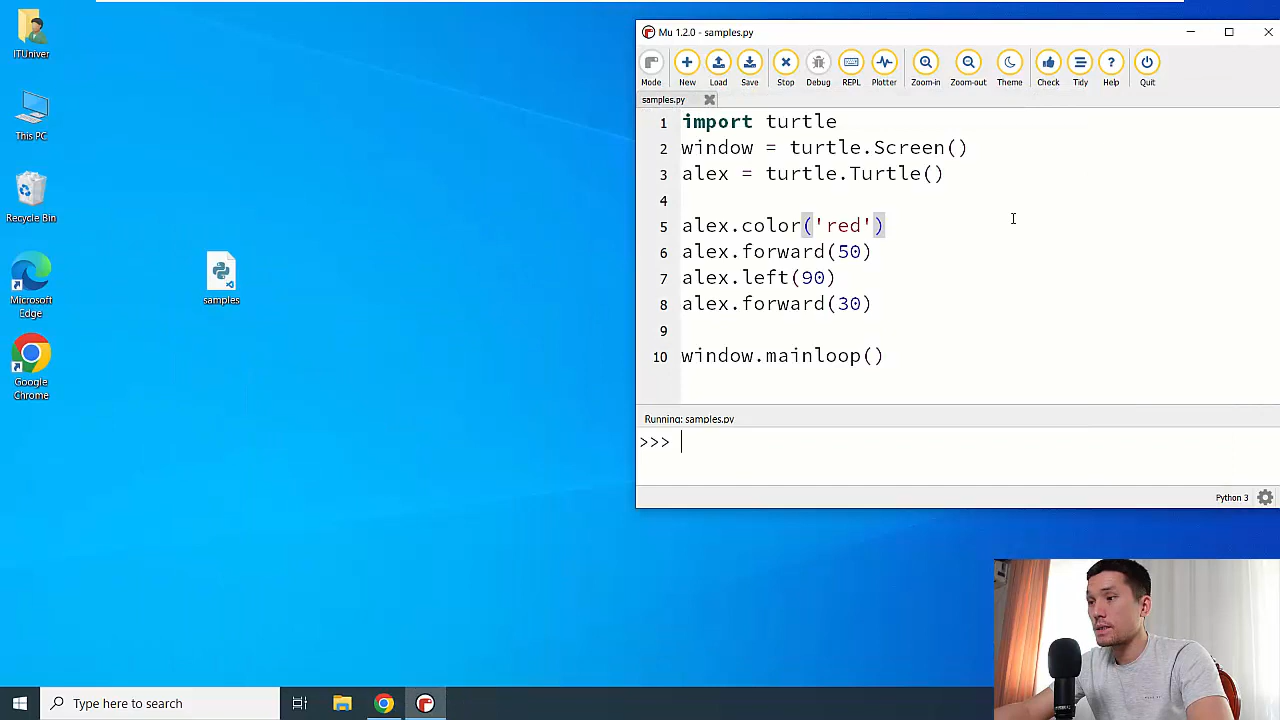 ITUniver
This PC
Recycle Bin
Microsoft
Edge
Google
Chrome
samples
Mu 1.2.0 - samples.py
Mode New Load Save Stop Debug REPL Plotter Zoom-in Zoom-out Theme Check Tidy Help Quit
samples.py
1 import turtle
2 window = turtle.Screen()
3 alex = turtle.Turtle()
4
5 alex.color('red')
6 alex.forward(50)
7 alex.left(90)
8 alex.forward(30)
9
10 window.mainloop()
Running: samples.py
>>>
Python 3
Type here to search